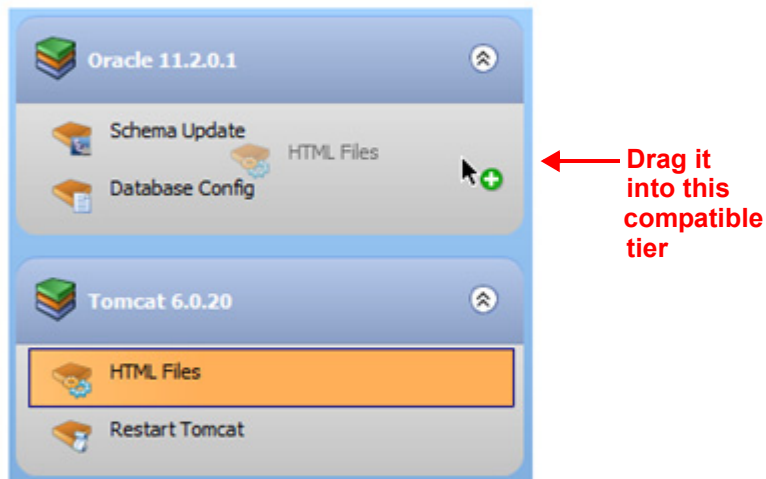 Oracle 11.2.0.1
Schema Update
HTML Files
Database Config
Drag it
into this
compatible
tier
Tomcat 6.0.20
HTML Files
Restart Tomcat